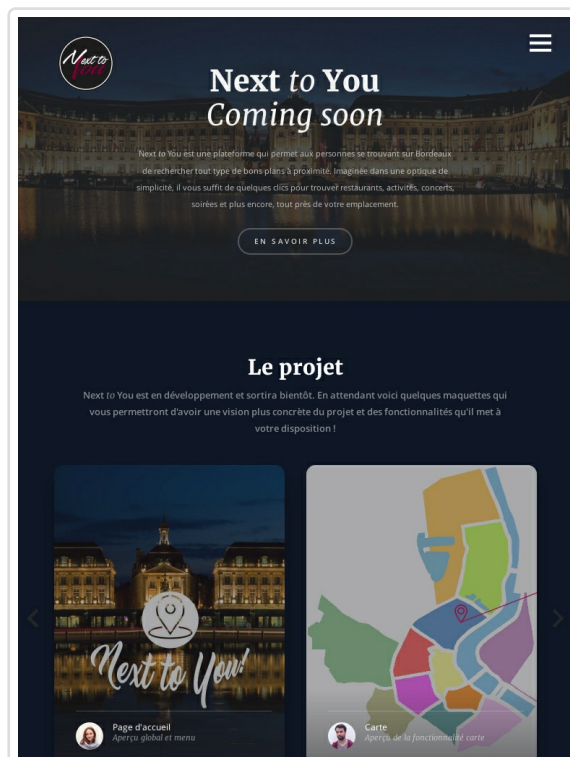 Next to
You
Next to You
Coming soon
Next to You est une plateforme qui permet aux personnes se trouvant sur Bordeaux
de rechercher tout type de bons plans à proximité. Imaginée dans une optique de
simplicité, il vous suffit de quelques clics pour trouver restaurants, activités, concerts,
soirées et plus encore, tout près de votre emplacement.
EN SAVOIR PLUS
Le projet
Next to You est en développement et sortira bientôt. En attendant voici quelques maquettes qui
vous permettront d'avoir une vision plus concrète du projet et des fonctionnalités qu'il met à
votre disposition !
Next to You!
Page d'accueil
Aperçu global et menu
Carte
Aperçu de la fonctionnalité carte